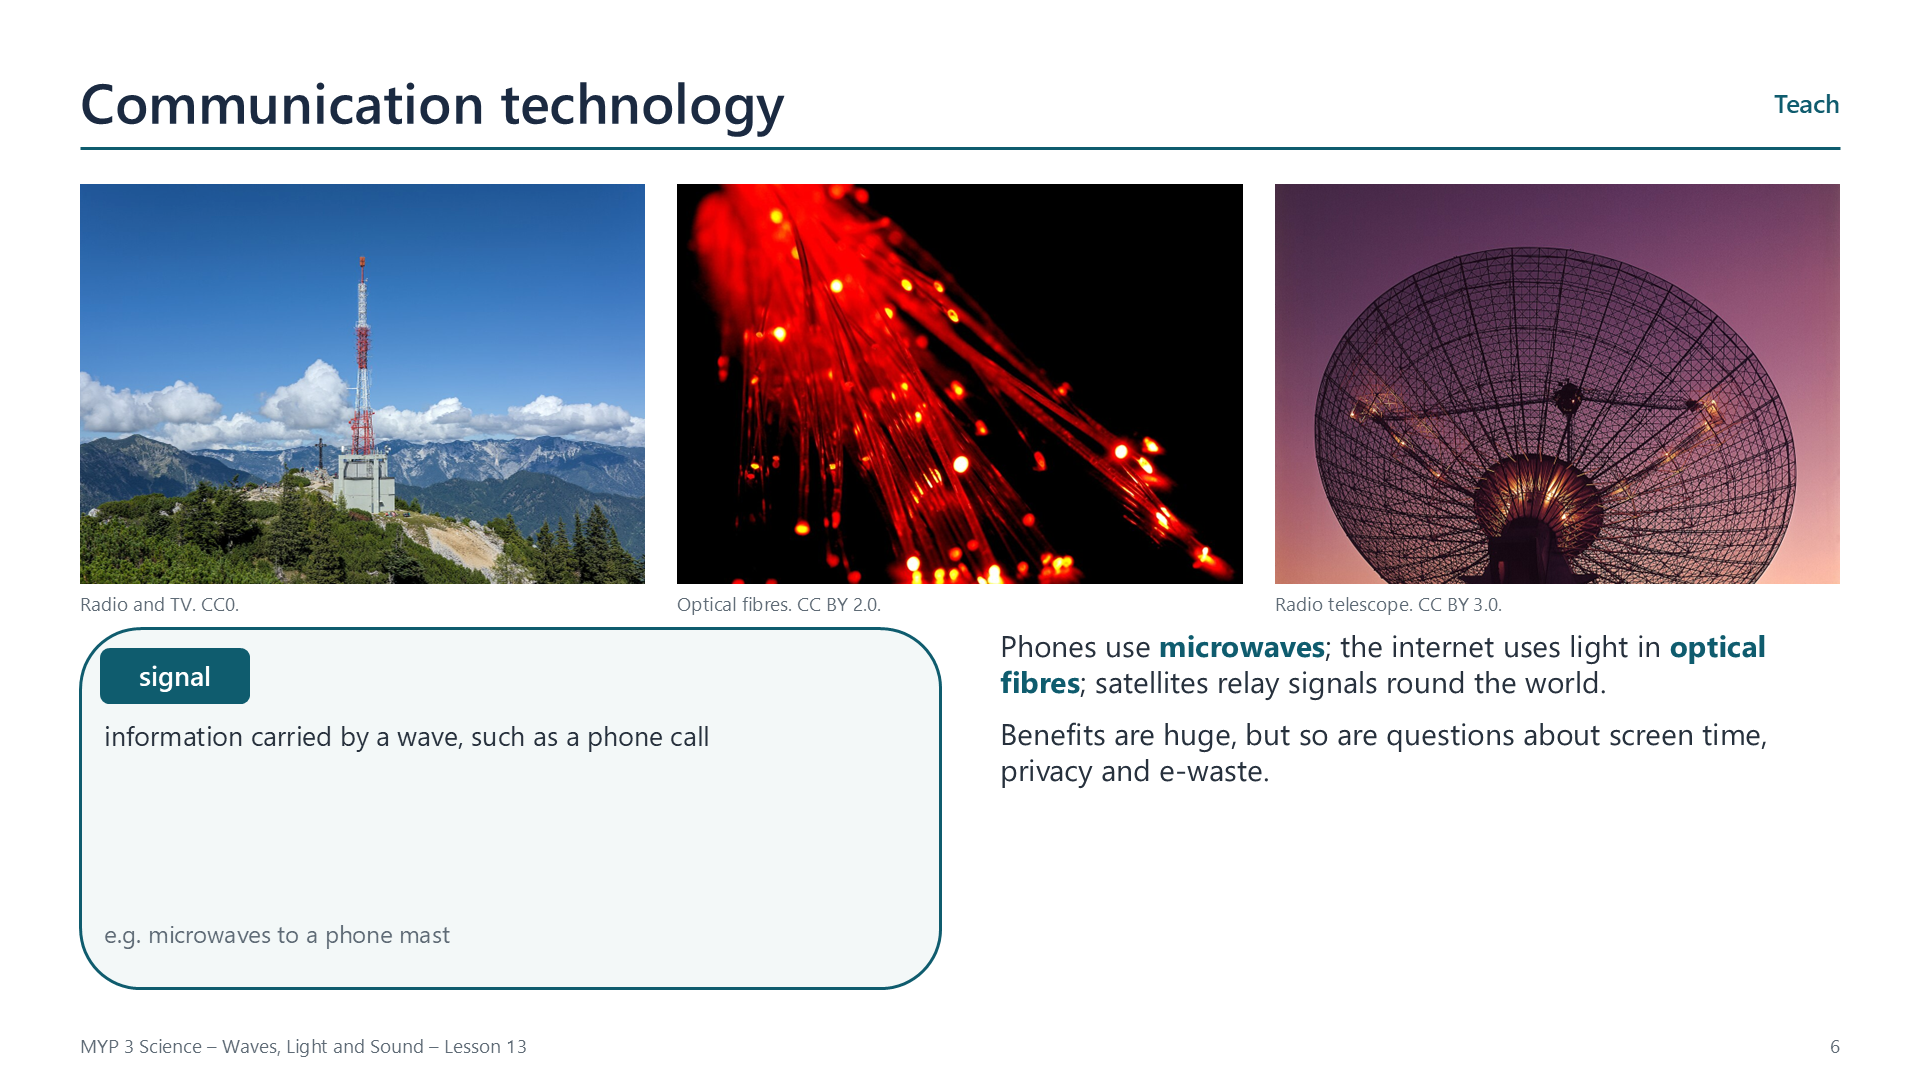 Communication technology
Teach
Radio and TV. CC0.
Optical fibres. CC BY 2.0.
Radio telescope. CC BY 3.0.
signal
information carried by a wave, such as a phone call
e.g. microwaves to a phone mast
Phones use microwaves; the internet uses light in optical
fibres; satellites relay signals round the world.
Benefits are huge, but so are questions about screen time,
privacy and e-waste.
MYP 3 Science – Waves, Light and Sound – Lesson 13
6